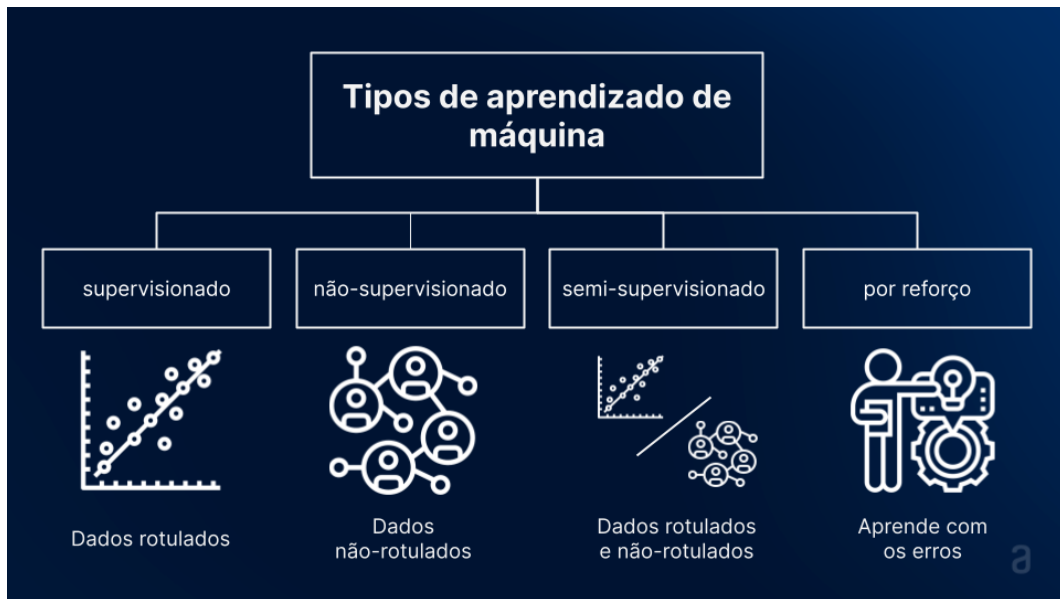 Tipos de aprendizado de
máquina
supervisionado
não-supervisionado
semi-supervisionado
por reforço
Dados rotulados
Dados
não-rotulados
Dados rotulados
e não-rotulados
Aprende com
os erros
a